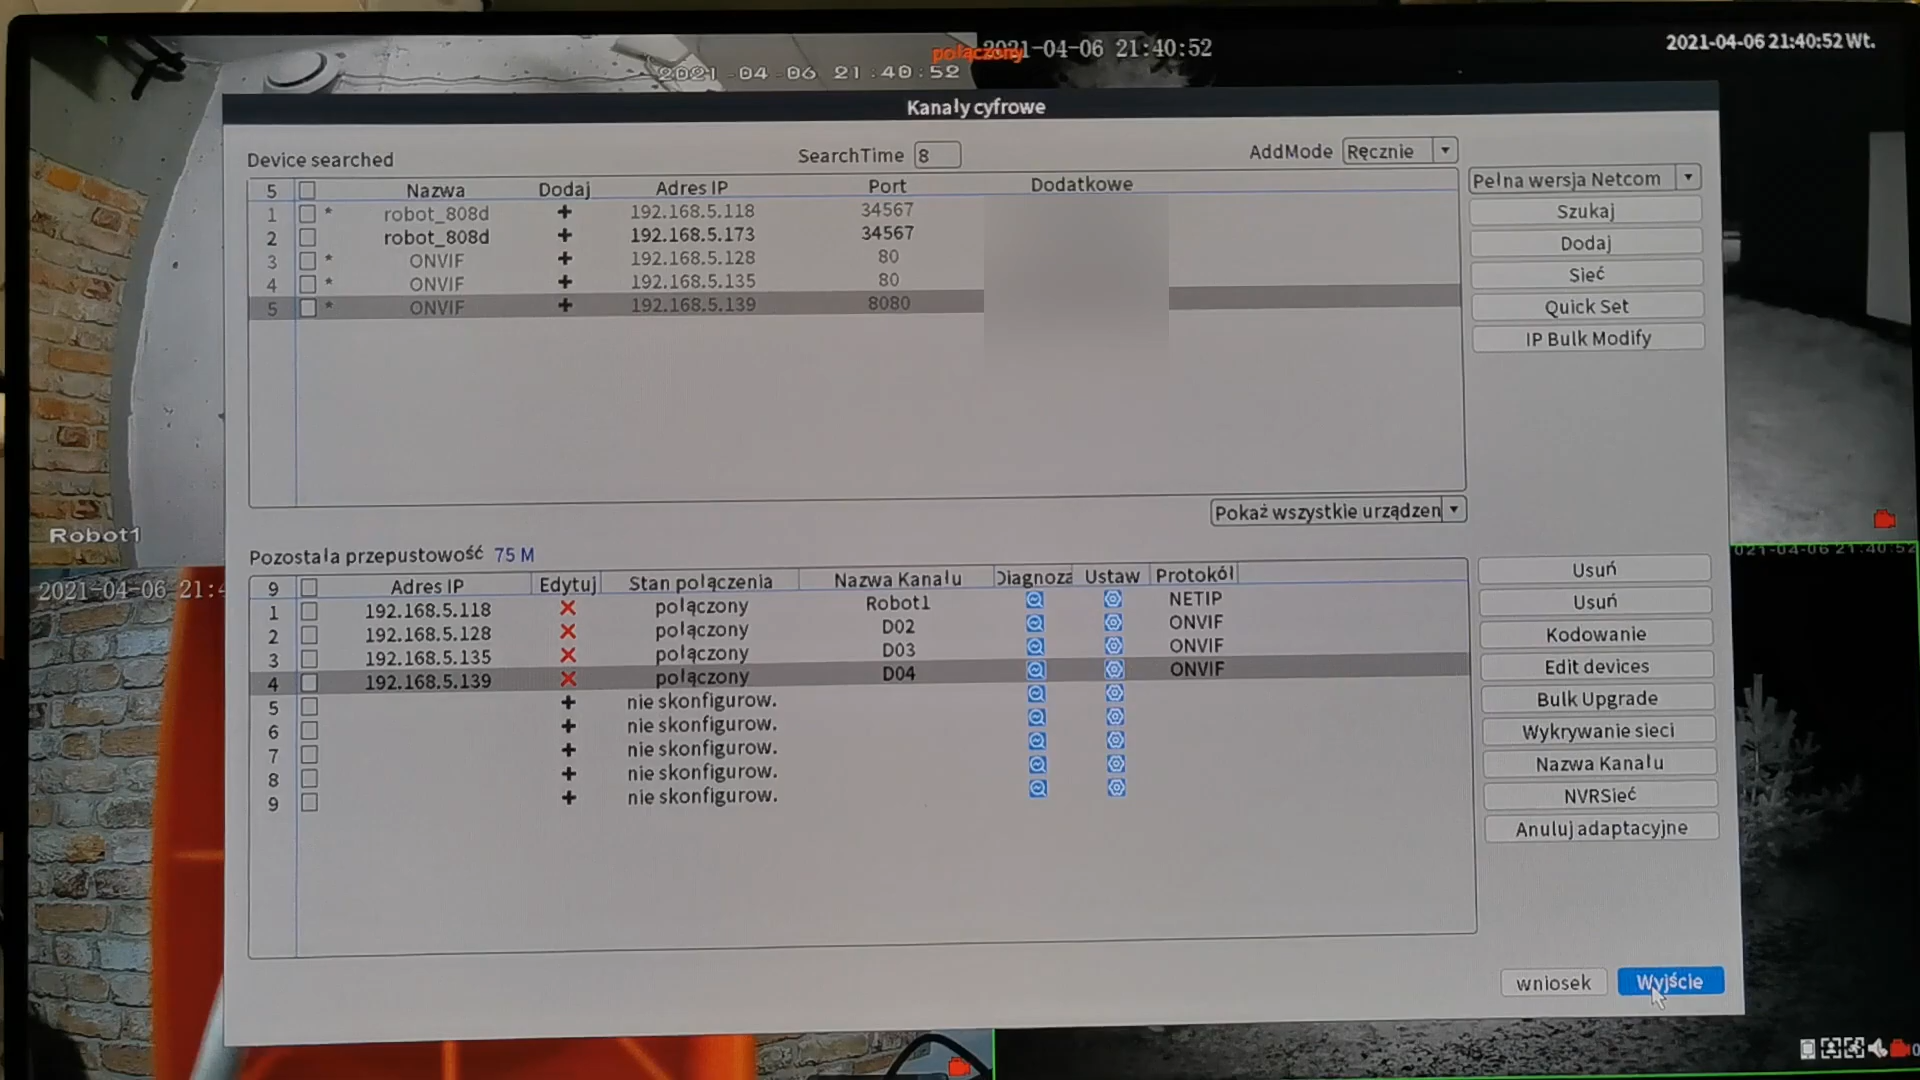 połączony
2021-04-06 21:40:52
2021-04-06 21:40:52
2021-04-06 21:40:52 Wt.
Kanały cyfrowe
Device searched
SearchTime 8
AddMode Ręcznie
5 Nazwa Dodaj Adres IP Port Dodatkowe
1 * robot_808d + 192.168.5.118 34567
2 robot_808d + 192.168.5.173 34567
3 * ONVIF + 192.168.5.128 80
4 * ONVIF + 192.168.5.135 80
5 * ONVIF + 192.168.5.139 8080
Pełna wersja Netcom
Szukaj
Dodaj
Sieć
Quick Set
IP Bulk Modify
Pokaż wszystkie urządzen
Robot1
Pozostała przepustowość 75 M
9 Adres IP Edytuj Stan połączenia Nazwa Kanału Diagnoza Ustaw Protokół
1 192.168.5.118 połączony Robot1 NETIP
2 192.168.5.128 połączony D02 ONVIF
3 192.168.5.135 połączony D03 ONVIF
4 192.168.5.139 połączony D04 ONVIF
5 + nie skonfigurow.
6 + nie skonfigurow.
7 + nie skonfigurow.
8 + nie skonfigurow.
9 + nie skonfigurow.
Usuń
Usuń
Kodowanie
Edit devices
Bulk Upgrade
Wykrywanie sieci
Nazwa Kanału
NVRSieć
Anuluj adaptacyjne
wniosek
Wyjście
2021-04-06 21:4
021-04-06 21:40:52